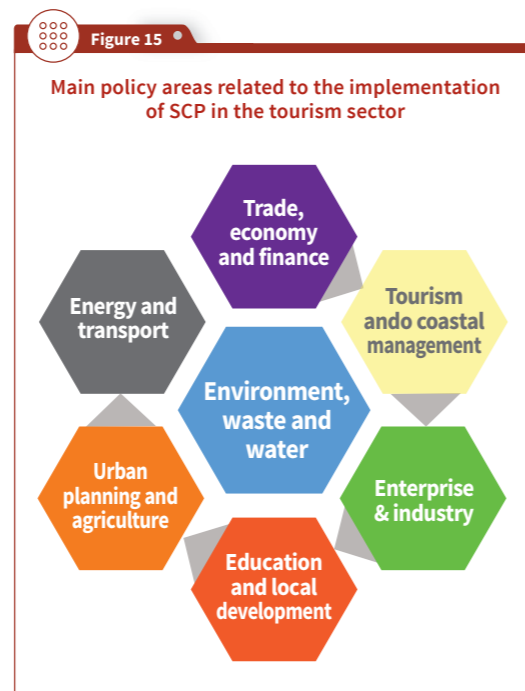 Figure 15
Main policy areas related to the implementation
of SCP in the tourism sector
Trade,
economy
and finance
Energy and
transport
Tourism
ando coastal
management
Environment,
waste and
water
Urban
planning and
agriculture
Enterprise
& industry
Education
and local
development